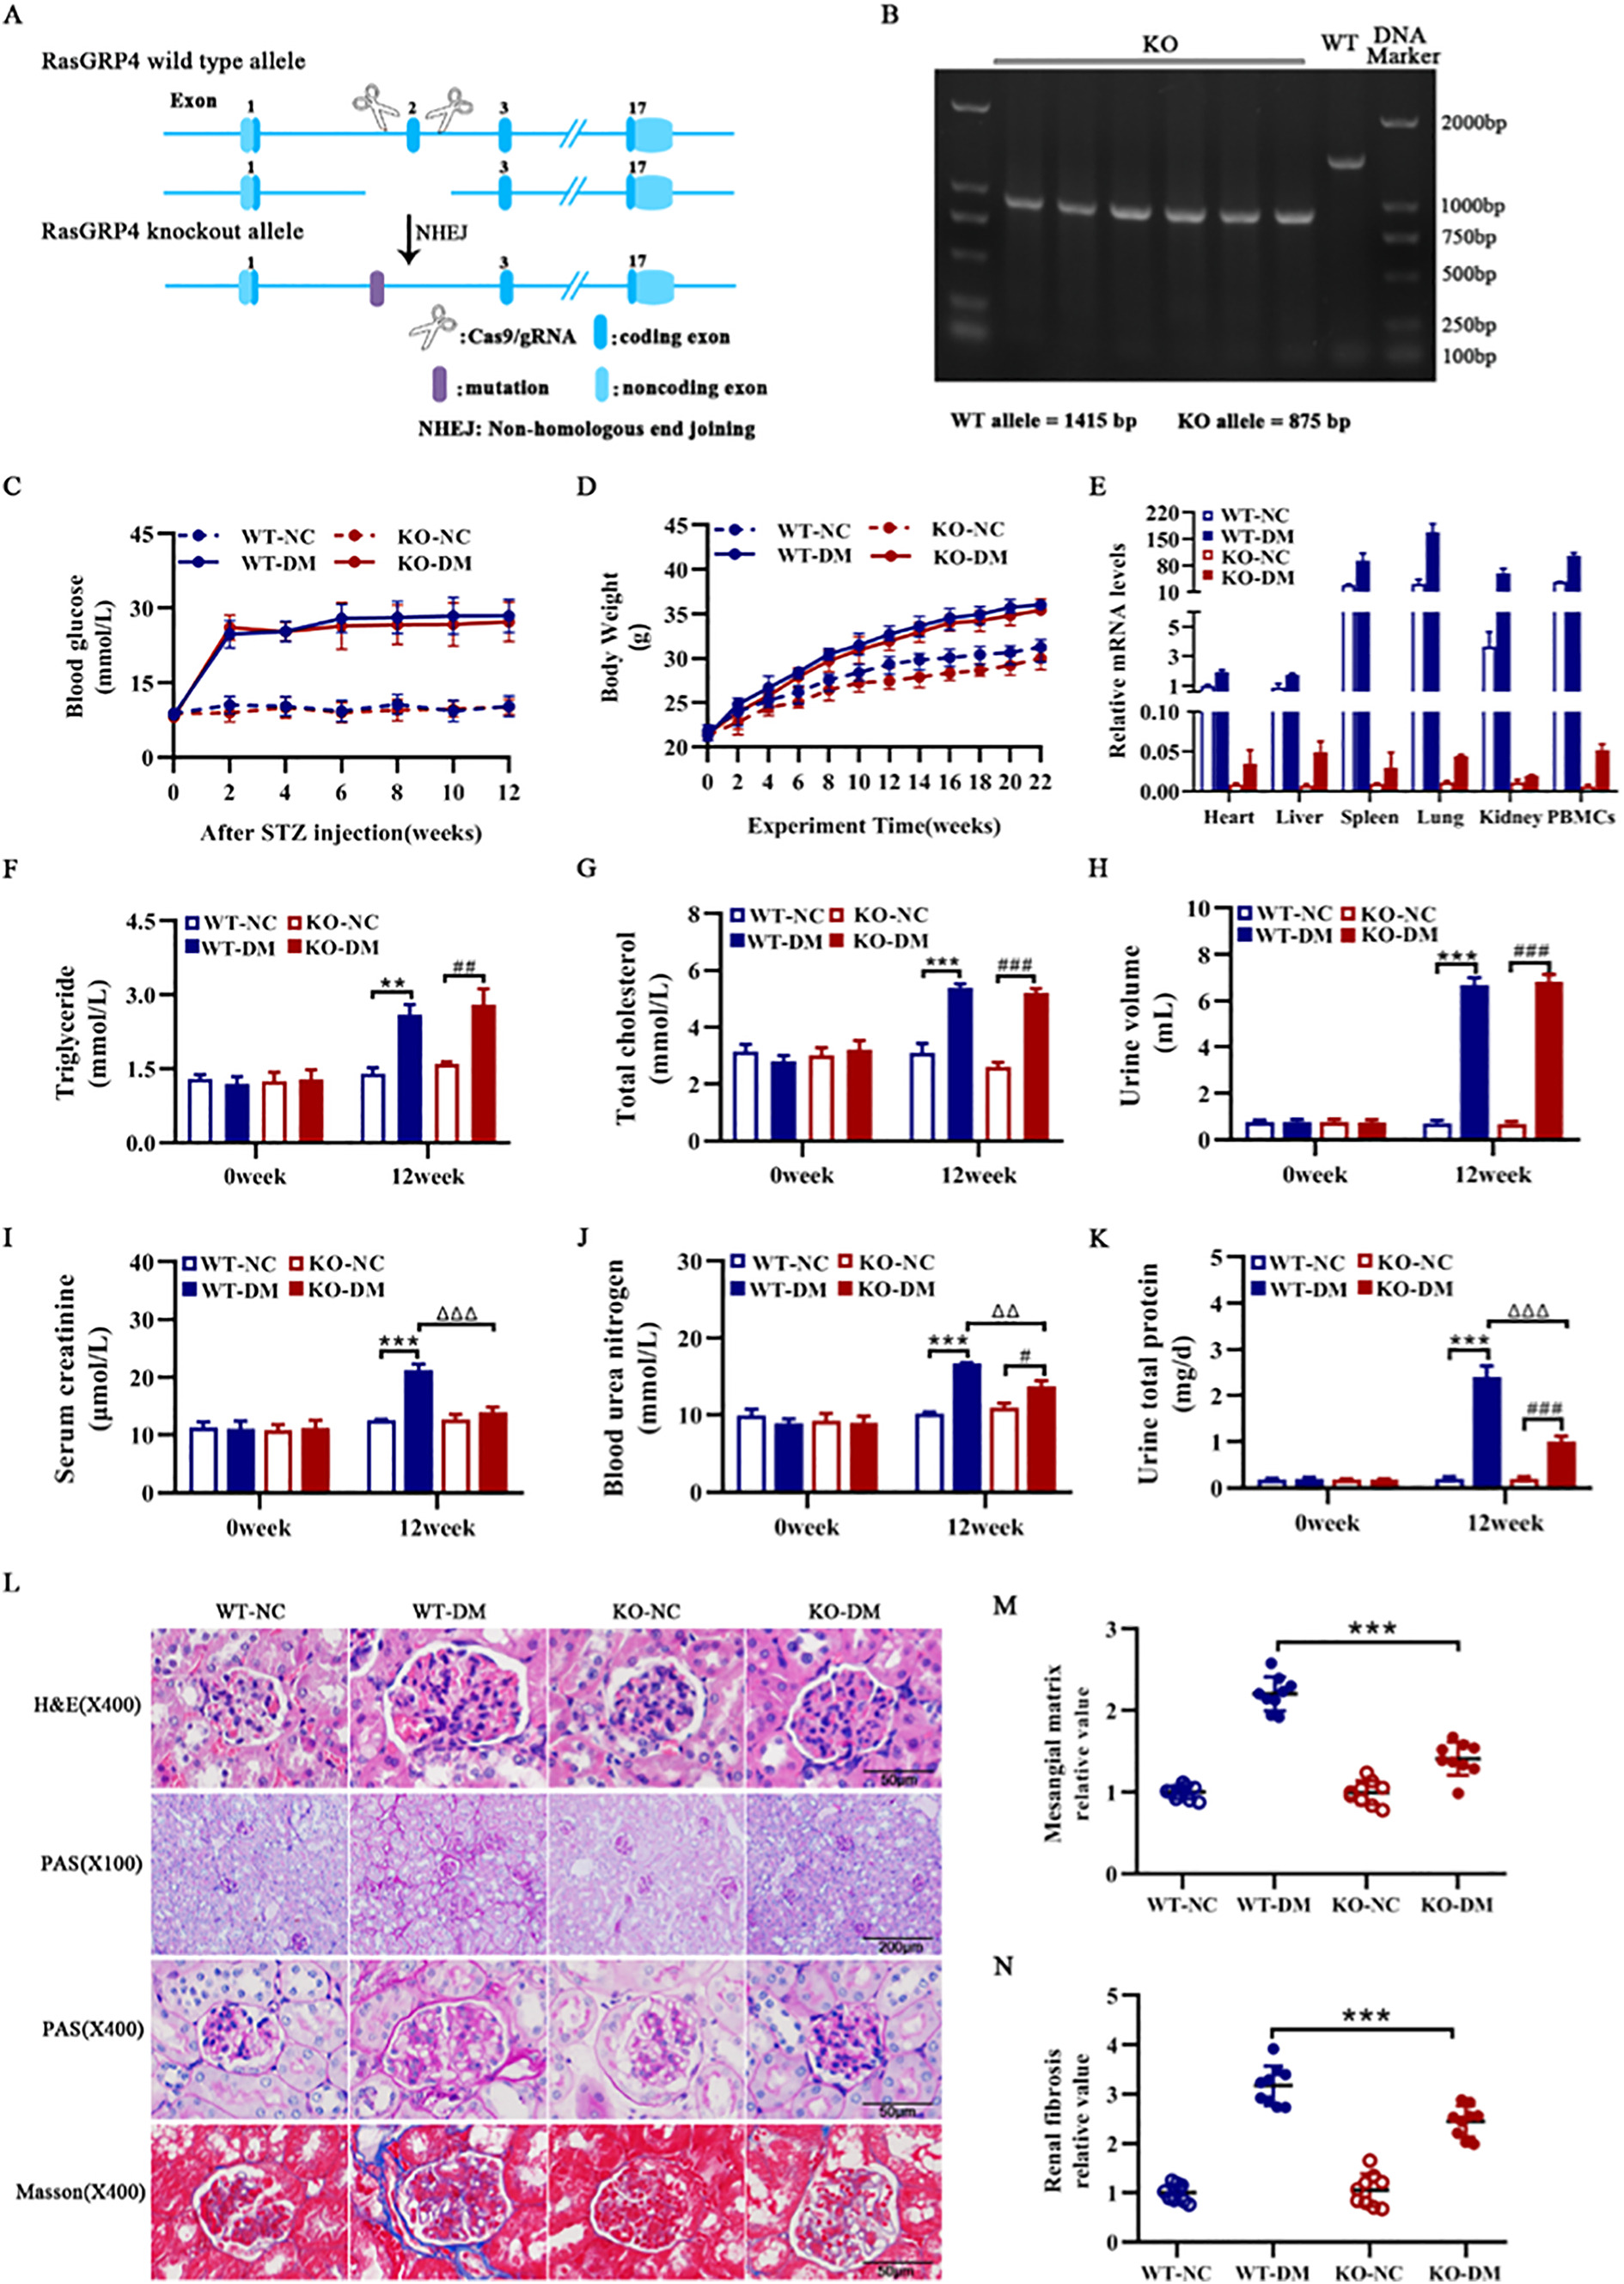 A
RasGRP4 wild type allele
Exon
1 2 3 17
1 3 17
RasGRP4 knockout allele
NHEJ
1 3 17
:Cas9/gRNA :coding exon
:mutation :noncoding exon
NHEJ: Non-homologous end joining
B
KO WT DNA Marker
2000bp
1000bp
750bp
500bp
250bp
100bp
WT allele = 1415 bp KO allele = 875 bp
C
WT-NC KO-NC
WT-DM KO-DM
Blood glucose
(mmol/L)
45
30
15
0
0 2 4 6 8 10 12
After STZ injection(weeks)
D
WT-NC KO-NC
WT-DM KO-DM
Body Weight
(g)
45
40
35
30
25
20
0 2 4 6 8 10 12 14 16 18 20 22
Experiment Time(weeks)
E
WT-NC
WT-DM
KO-NC
KO-DM
Relative mRNA levels
220
150
80
10
5
3
1
0.10
0.05
0.00
Heart Liver Spleen Lung Kidney PBMCs
F
WT-NC KO-NC
WT-DM KO-DM
Triglyceride
(mmol/L)
4.5
3.0
1.5
0.0
** ##
0week 12week
G
WT-NC KO-NC
WT-DM KO-DM
Total cholesterol
(mmol/L)
8
6
4
2
0
*** ###
0week 12week
H
WT-NC KO-NC
WT-DM KO-DM
Urine volume
(mL)
10
8
6
4
2
0
*** ###
0week 12week
I
WT-NC KO-NC
WT-DM KO-DM
Serum creatinine
(μmol/L)
40
30
20
10
0
*** ΔΔΔ
0week 12week
J
WT-NC KO-NC
WT-DM KO-DM
Blood urea nitrogen
(mmol/L)
30
20
10
0
*** ΔΔ
#
0week 12week
K
WT-NC KO-NC
WT-DM KO-DM
Urine total protein
(mg/d)
5
4
3
2
1
0
*** ΔΔΔ
###
0week 12week
L
WT-NC WT-DM KO-NC KO-DM
H&E(X400)
50μm
PAS(X100)
200μm
PAS(X400)
50μm
Masson(X400)
50μm
M
Mesangial matrix
relative value
3
2
1
0
***
WT-NC WT-DM KO-NC KO-DM
N
Renal fibrosis
relative value
5
4
3
2
1
0
***
WT-NC WT-DM KO-NC KO-DM